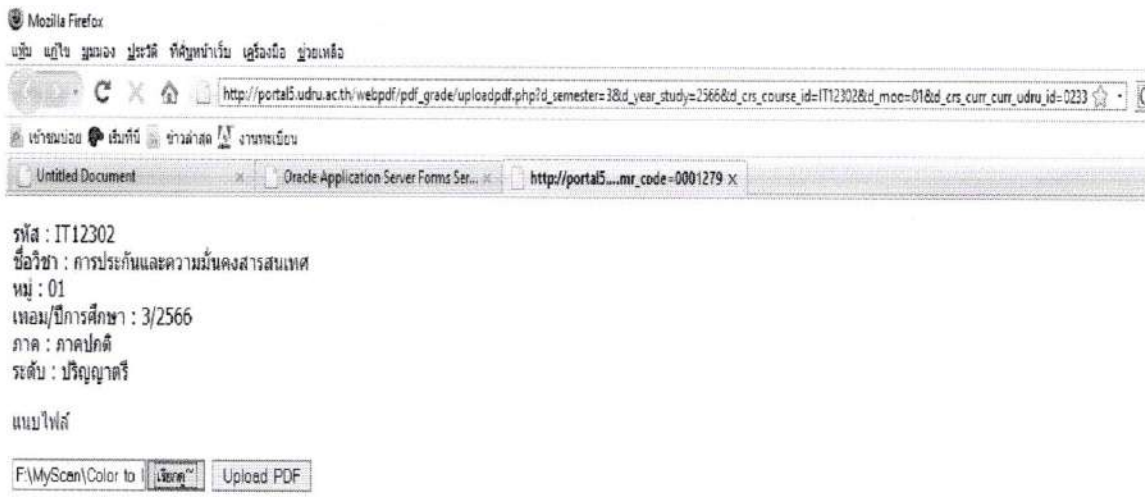 Mozilla Firefox
แฟ้ม แก้ไข มุมมอง ประวัติ ที่คั่นหน้าเว็บ เครื่องมือ ช่วยเหลือ
http://portal5.udru.ac.th/webpdf/pdf_grade/uploadpdf.php?d_semester=3&d_year_study=2566&d_crs_course_id=IT12302&d_moo=01&d_crs_curr_curr_udru_id=0233
เข้าชมบ่อย เริ่มที่นี่ ข่าวล่าสุด งานทะเบียน
Untitled Document Oracle Application Server Forms Ser... http://portal5....mr_code=0001279
รหัส : IT12302
ชื่อวิชา : การประกันและความมั่นคงสารสนเทศ
หมู่ : 01
เทอม/ปีการศึกษา : 3/2566
ภาค : ภาคปกติ
ระดับ : ปริญญาตรี
แนบไฟล์
F:\MyScan\Color to เรียกดู~ Upload PDF